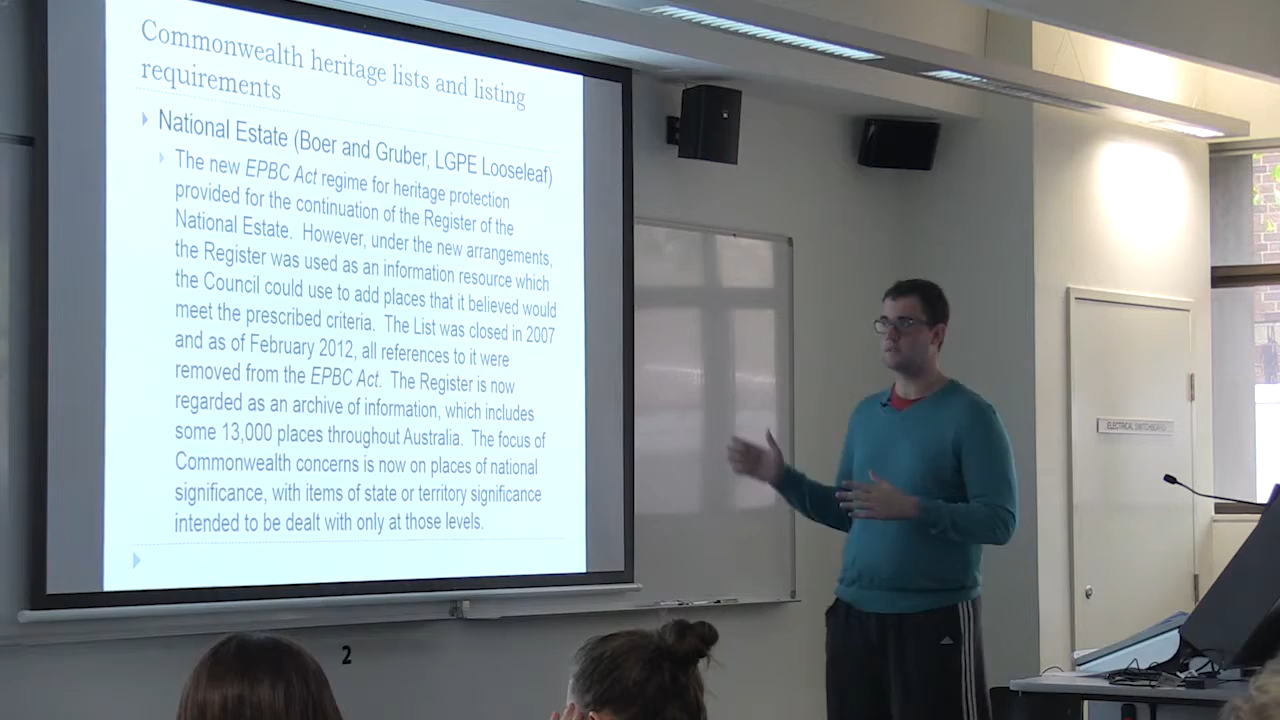 Commonwealth heritage lists and listing
requirements
National Estate (Boer and Gruber, LGPE Looseleaf)
The new EPBC Act regime for heritage protection
provided for the continuation of the Register of the
National Estate. However, under the new arrangements,
the Register was used as an information resource which
the Council could use to add places that it believed would
meet the prescribed criteria. The List was closed in 2007
and as of February 2012, all references to it were
removed from the EPBC Act. The Register is now
regarded as an archive of information, which includes
some 13,000 places throughout Australia. The focus of
Commonwealth concerns is now on places of national
significance, with items of state or territory significance
intended to be dealt with only at those levels.
2
ELECTRICAL SWITCHBOARD